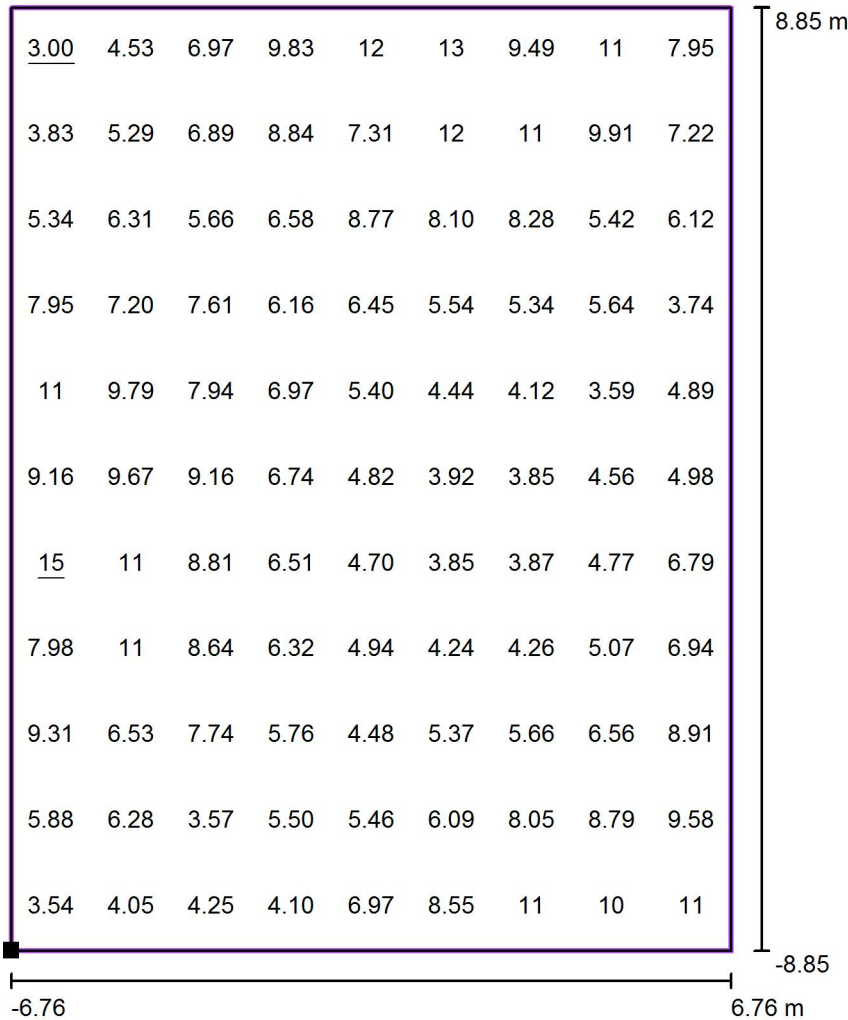 8.85 m
3.00 4.53 6.97 9.83 12 13 9.49 11 7.95
3.83 5.29 6.89 8.84 7.31 12 11 9.91 7.22
5.34 6.31 5.66 6.58 8.77 8.10 8.28 5.42 6.12
7.95 7.20 7.61 6.16 6.45 5.54 5.34 5.64 3.74
11 9.79 7.94 6.97 5.40 4.44 4.12 3.59 4.89
9.16 9.67 9.16 6.74 4.82 3.92 3.85 4.56 4.98
15 11 8.81 6.51 4.70 3.85 3.87 4.77 6.79
7.98 11 8.64 6.32 4.94 4.24 4.26 5.07 6.94
9.31 6.53 7.74 5.76 4.48 5.37 5.66 6.56 8.91
5.88 6.28 3.57 5.50 5.46 6.09 8.05 8.79 9.58
3.54 4.05 4.25 4.10 6.97 8.55 11 10 11
-8.85
-6.76 6.76 m